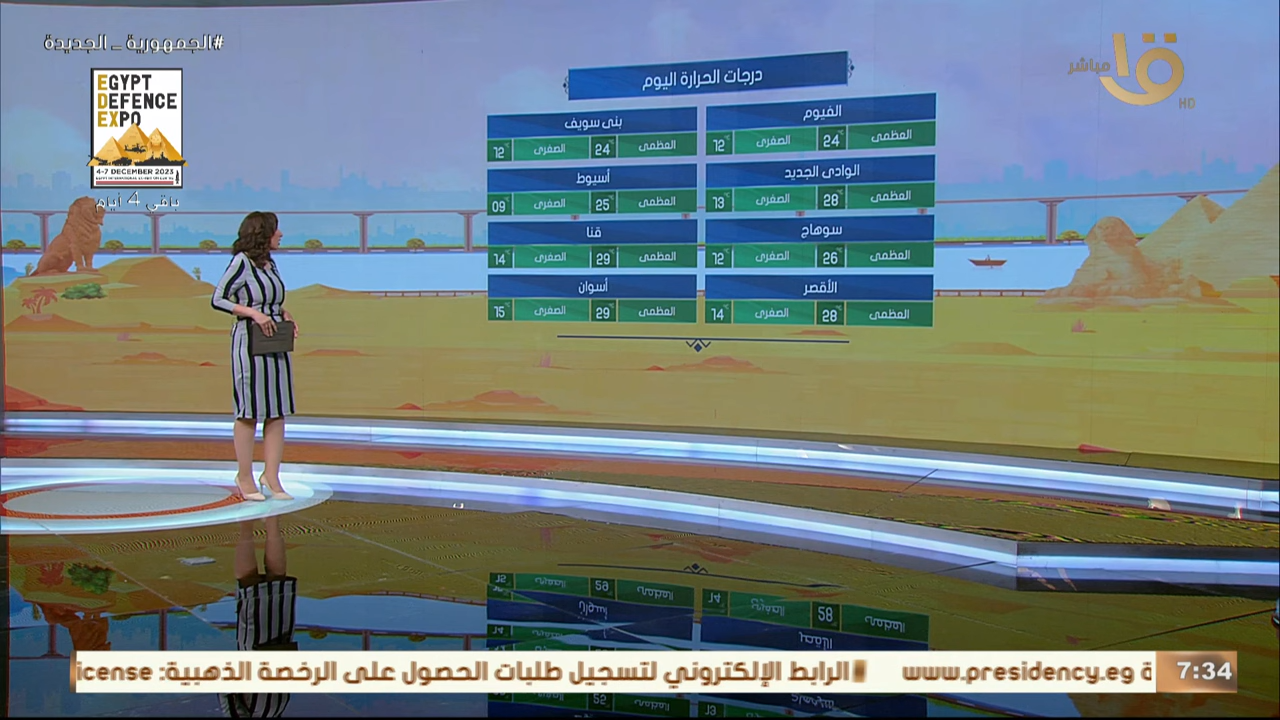 #الجمهورية _ الجديدة
EGYPT
DEFENCE
EXPO
4-7 DECEMBER 2023
باقي 4 أيام
مباشر
HD
درجات الحرارة اليوم
الفيوم
العظمى 24 الصغرى 12
بنى سويف
العظمى 24 الصغرى 12
الوادى الجديد
العظمى 28 الصغرى 13
أسيوط
العظمى 25 الصغرى 09
سوهاج
العظمى 26 الصغرى 12
قنا
العظمى 29 الصغرى 14
الأقصر
العظمى 28 الصغرى 14
أسوان
العظمى 29 الصغرى 15
7:34
ة www.presidency.eg
الرابط الإلكتروني لتسجيل طلبات الحصول على الرخصة الذهبية: icense